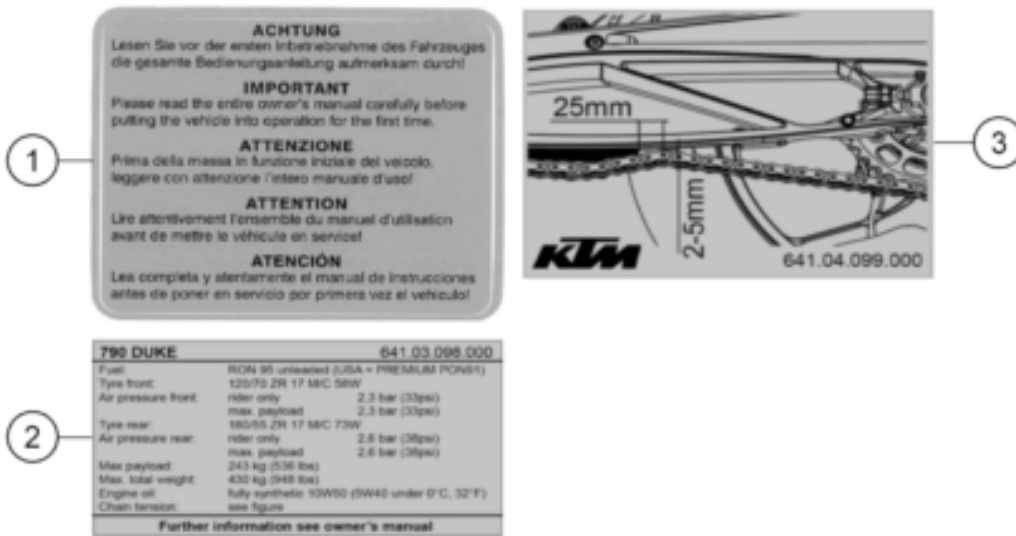 1
ACHTUNG
Lesen Sie vor der ersten Inbetriebnahme des Fahrzeuges
die gesamte Bedienungsanleitung aufmerksam durch!
IMPORTANT
Please read the entire owner's manual carefully before
putting the vehicle into operation for the first time.
ATTENZIONE
Prima della massa in funzione iniziale del veicolo,
leggere con attenzione l'intero manuale d'uso!
ATTENTION
Lire attentivement l'ensemble du manuel d'utilisation
avant de mettre le véhicule en service!
ATENCIÓN
Lea completa y atentamente el manual de instrucciones
antes de poner en servicio por primera vez el vehiculo!
3
25mm
2-5mm
KTM
641.04.099.000
2
790 DUKE 641.03.098.000
Fuel: RON 95 unleaded (USA = PREMIUM PON91)
Tyre front: 120/70 ZR 17 M/C 58W
Air pressure front: rider only 2,3 bar (33psi)
max. payload 2,3 bar (33psi)
Tyre rear: 180/55 ZR 17 M/C 73W
Air pressure rear: rider only 2,6 bar (38psi)
max. payload 2,6 bar (38psi)
Max payload: 243 kg (536 lbs)
Max. total weight: 430 kg (948 lbs)
Engine oil: fully synthetic 10W50 (5W40 under 0°C, 32°F)
Chain tension: see figure
Further information see owner's manual